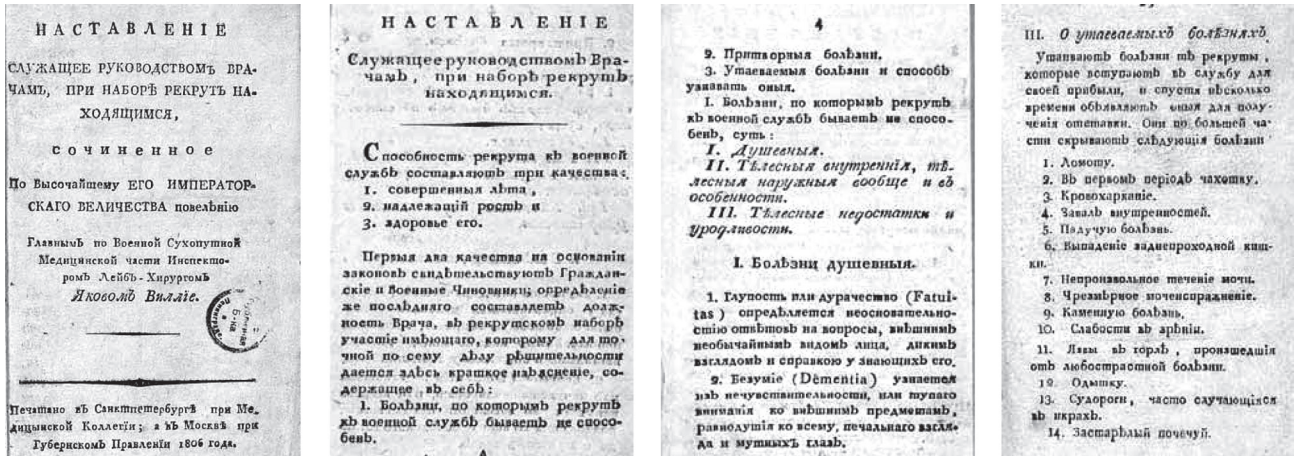 НАСТАВЛЕНІЕ
СЛУЖАЩЕЕ РУКОВОДСТВОМЪ ВРА-
ЧАМЪ, ПРИ НАБОРѢ РЕКРУТЪ НА-
ХОДЯЩИМСЯ,
сочиненное
По Высочайшему ЕГО ИМПЕРАТОР-
СКАГО ВЕЛИЧЕСТВА повелѣнію
Главнымъ по Военной Сухопутной
Медицинской части Инспекто-
ромъ Лейбъ-Хирургомъ
Яковомъ Вилліе.
Печатано въ Санктпетербургѣ при Ме-
дицынской Коллегіи; а въ Москвѣ при
Губернскомъ Правленіи 1806 года.
НАСТАВЛЕНІЕ
Служащее руководствомъ Вра-
чамъ, при наборѣ рекрутъ
находящимся.
Способность рекрута къ военной
службѣ составляютъ три качества:
1. совершенныя лѣта,
2. надлежащій ростъ и
3. здоровье его.
Первыя два качества на основаніи
законовъ свидѣтельствуютъ Граждан-
скіе и Военные Чиновники; опредѣленіе
же послѣдняго составляетъ долж-
ность Врача, въ рекрутскомъ наборѣ
участіе имѣющаго, которому для то-
чной по сему дѣлу рѣшительности
дается здѣсь краткое изъясненіе, со-
держащее въ себѣ:
1. Болѣзни, по которымъ рекрутъ
къ военной службѣ бываетъ не спосо-
бенъ.
4
2. Притворныя болѣзни.
3. Утаеваемыя болѣзни и способъ
узнавать оныя.
I. Болѣзни, по которымъ рекрутъ
къ военной службѣ бываетъ не спосо-
бенъ, суть:
I. Душевныя.
II. Тѣлесныя внутреннія, тѣ-
лесныя наружныя вообще и въ
особенности.
III. Тѣлесные недостатки и
уродливости.
I. Болѣзни душевныя.
1. Глупость или дурачество (Fatui-
tas) опредѣляется неосновательно-
стію отвѣтовъ на вопросы, внѣшнимъ
необычайнымъ видомъ лица, дикимъ
взглядомъ и справкою у знающихъ его.
2. Безуміе (Dementia) узнается
изъ нечувствительности, или тупаго
вниманія ко внѣшнимъ предметамъ,
равнодушія ко всему, печальнаго взгля-
да и мутныхъ глазъ.
III. О утаеваемыхъ болѣзняхъ.
Утаиваютъ болѣзни тѣ рекруты,
которые вступаютъ въ службу для
своей прибыли, и спустя нѣсколько
времени объявляютъ оныя для полу-
ченія отставки. Они по большей ча-
сти скрываютъ слѣдующія болѣзни
1. Ломоту.
2. Въ первомъ періодѣ чахотку.
3. Кровохарканіе.
4. Завалъ внутренностей.
5. Падучую болѣзнь.
6. Выпаденіе заднепроходной киш-
ки.
7. Непроизвольное теченіе мочи.
8. Чрезмѣрное мочеиспражненіе.
9. Каменную болѣзнь.
10. Слабости въ зрѣніи.
11. Язвы въ горлѣ, произшедшія
отъ любострастной болѣзни.
12. Одышку.
13. Судороги, часто случающіяся
въ икрахъ.
14. Застарѣлый почечуй.